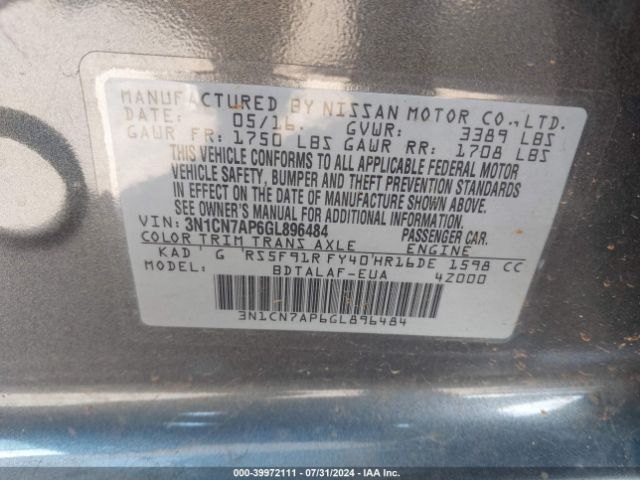 MANUFACTURED BY NISSAN MOTOR CO., LTD.
DATE: 05/16. GVWR: 3389 LBS
GAWR FR: 1750 LBS GAWR RR: 1708 LBS
THIS VEHICLE CONFORMS TO ALL APPLICABLE FEDERAL MOTOR
VEHICLE SAFETY, BUMPER AND THEFT PREVENTION STANDARDS
IN EFFECT ON THE DATE OF MANUFACTURE SHOWN ABOVE.
SEE OWNER'S MANUAL FOR ADDITIONAL INFORMATION.
VIN: 3N1CN7AP6GL896484 PASSENGER CAR.
COLOR TRIM TRANS AXLE ENGINE
KAD G RS5F91R FY40 HR16DE 1598 CC
MODEL: BDTALAF-EUA 4Z000
3N1CN7AP6GL896484
000-39972111 - 07/31/2024 - IAA Inc.